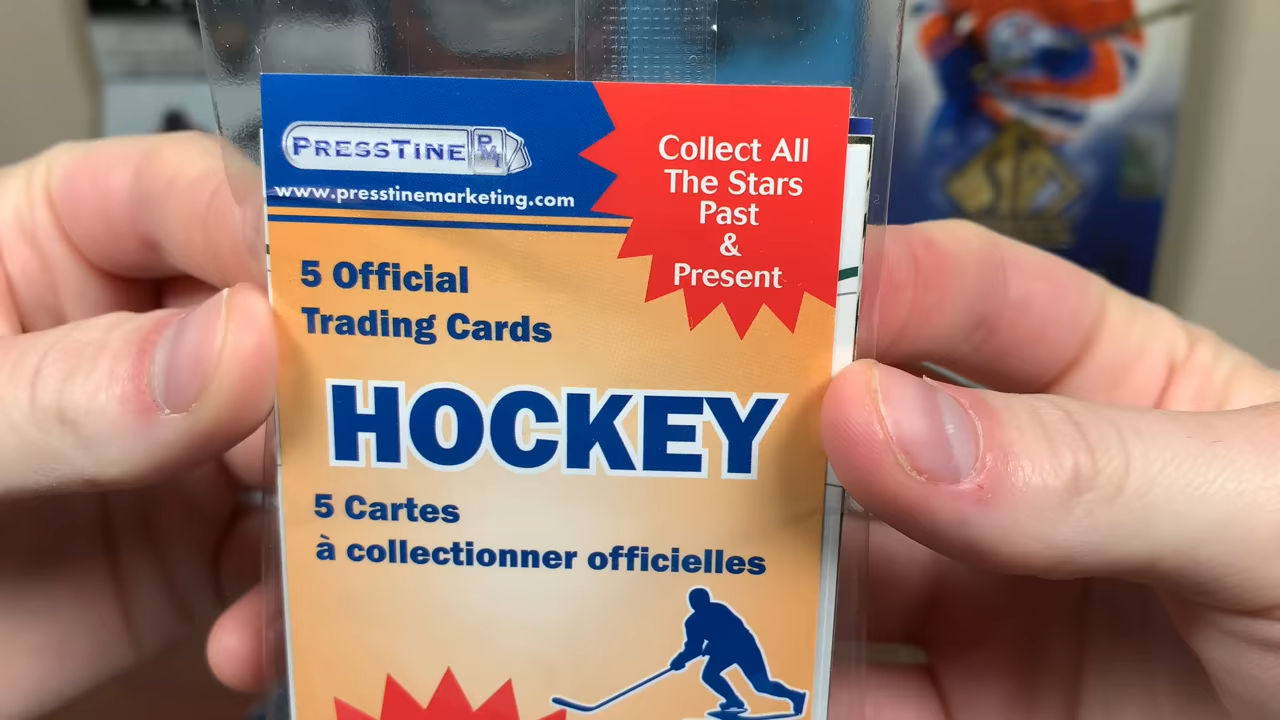 PRESSTINE PMI
www.presstinemarketing.com
Collect All
The Stars
Past
&
Present
5 Official
Trading Cards
HOCKEY
5 Cartes
à collectionner officielles